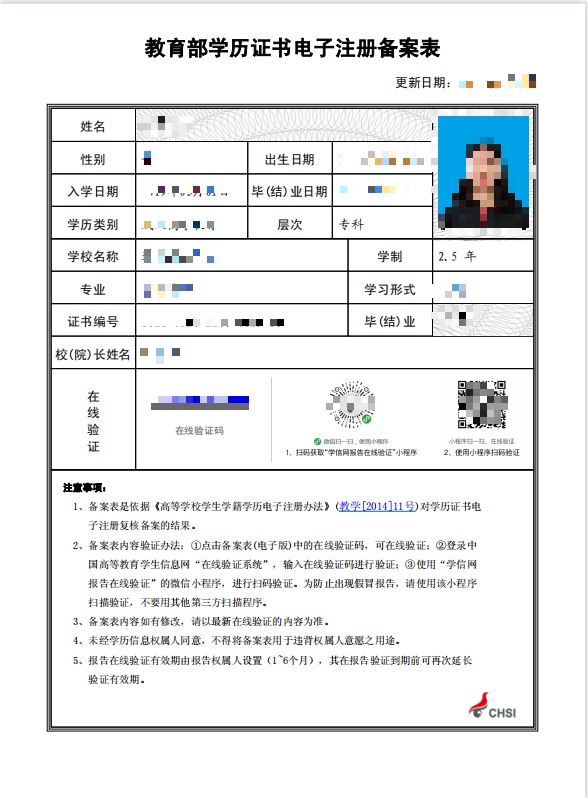 教育部学历证书电子注册备案表
更新日期：
姓名
性别
出生日期
入学日期
毕(结)业日期
学历类别
层次
专科
学校名称
学制
2.5 年
专业
学习形式
证书编号
毕(结)业
校(院)长姓名
在线验证
在线验证码
微信扫一扫，使用小程序
1、扫码获取"学信网报告在线验证"小程序
小程序扫一扫，在线验证
2、使用小程序扫码验证
注意事项：
1、备案表是依据《高等学校学生学籍学历电子注册办法》(教学[2014]11号)对学历证书电
子注册复核备案的结果。
2、备案表内容验证办法：①点击备案表(电子版)中的在线验证码，可在线验证；②登录中
国高等教育学生信息网"在线验证系统"，输入在线验证码进行验证；③使用"学信网
报告在线验证"的微信小程序，进行扫码验证。为防止出现假冒报告，请使用该小程序
扫描验证，不要用其他第三方扫描程序。
3、备案表内容如有修改，请以最新在线验证的内容为准。
4、未经学历信息权属人同意，不得将备案表用于违背权属人意愿之用途。
5、报告在线验证有效期由报告权属人设置（1~6个月），其在报告验证到期前可再次延长
验证有效期。
CHSI